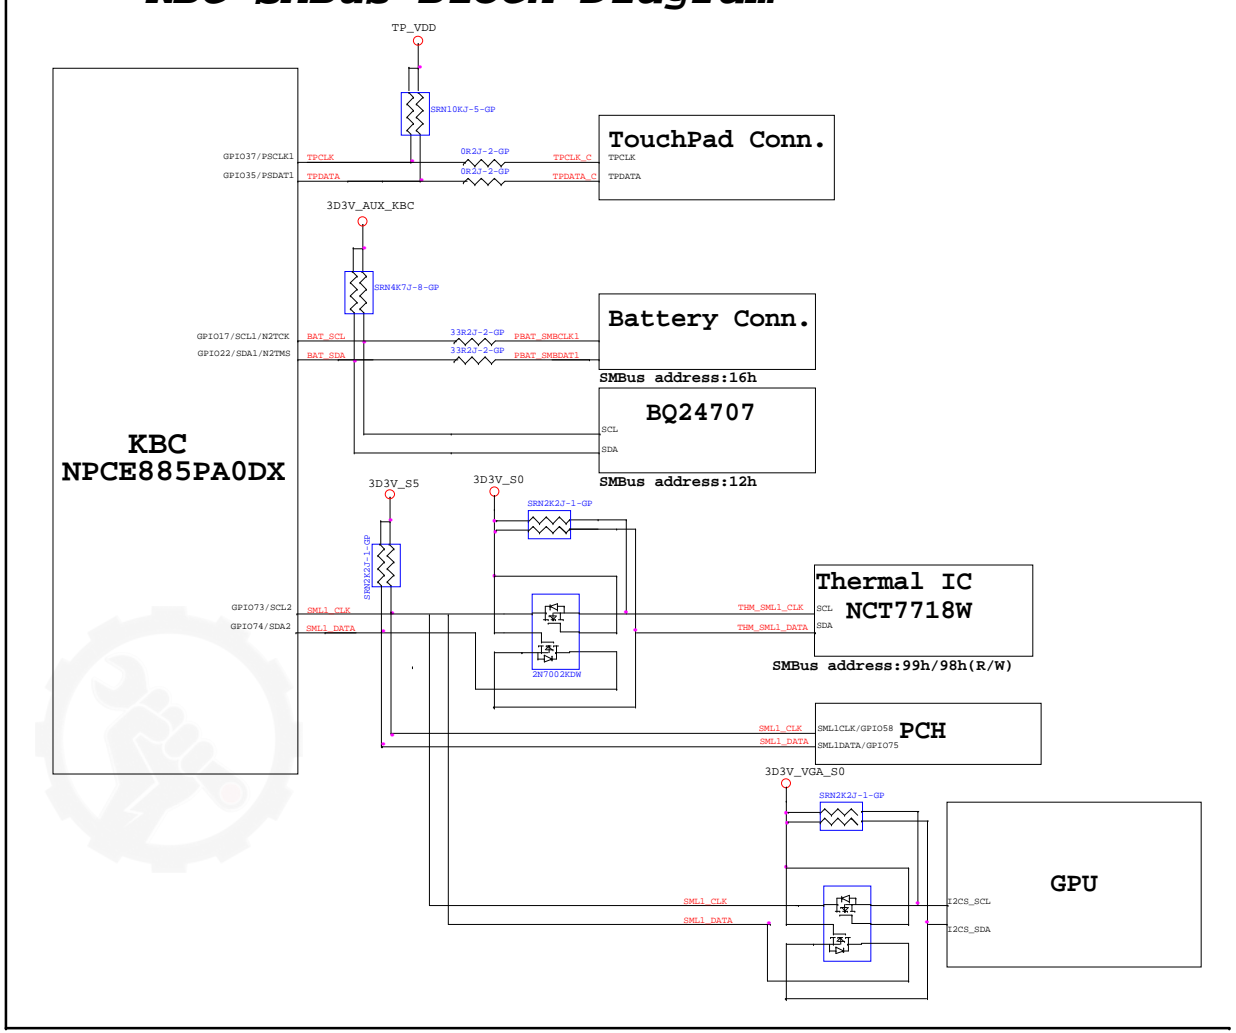 KBC SMBus Block Diagram
TP_VDD
SRN10KJ-5-GP
TouchPad Conn.
GPIO37/PSCLK1 TPCLK 0R2J-2-GP TPCLK_C TPCLK
GPIO35/PSDAT1 TPDATA 0R2J-2-GP TPDATA_C TPDATA
3D3V_AUX_KBC
SRN4K7J-8-GP
Battery Conn.
GPIO17/SCL1/N2TCK BAT_SCL 33R2J-2-GP PBAT_SMBCLK1
GPIO22/SDA1/N2TMS BAT_SDA 33R2J-2-GP PBAT_SMBDAT1
SMBus address:16h
BQ24707
SCL
SDA
SMBus address:12h
KBC
NPCE885PA0DX
3D3V_S5
3D3V_S0
SRN2K2J-1-GP
SRN2K2J-1-GP
Thermal IC
NCT7718W
GPIO73/SCL2 SML1_CLK THM_SML1_CLK SCL
GPIO74/SDA2 SML1_DATA THM_SML1_DATA SDA
2N7002KDW
SMBus address:99h/98h(R/W)
SML1_CLK SML1CLK/GPIO58 PCH
SML1_DATA SML1DATA/GPIO75
3D3V_VGA_S0
SRN2K2J-1-GP
GPU
SML1_CLK I2CS_SCL
SML1_DATA I2CS_SDA